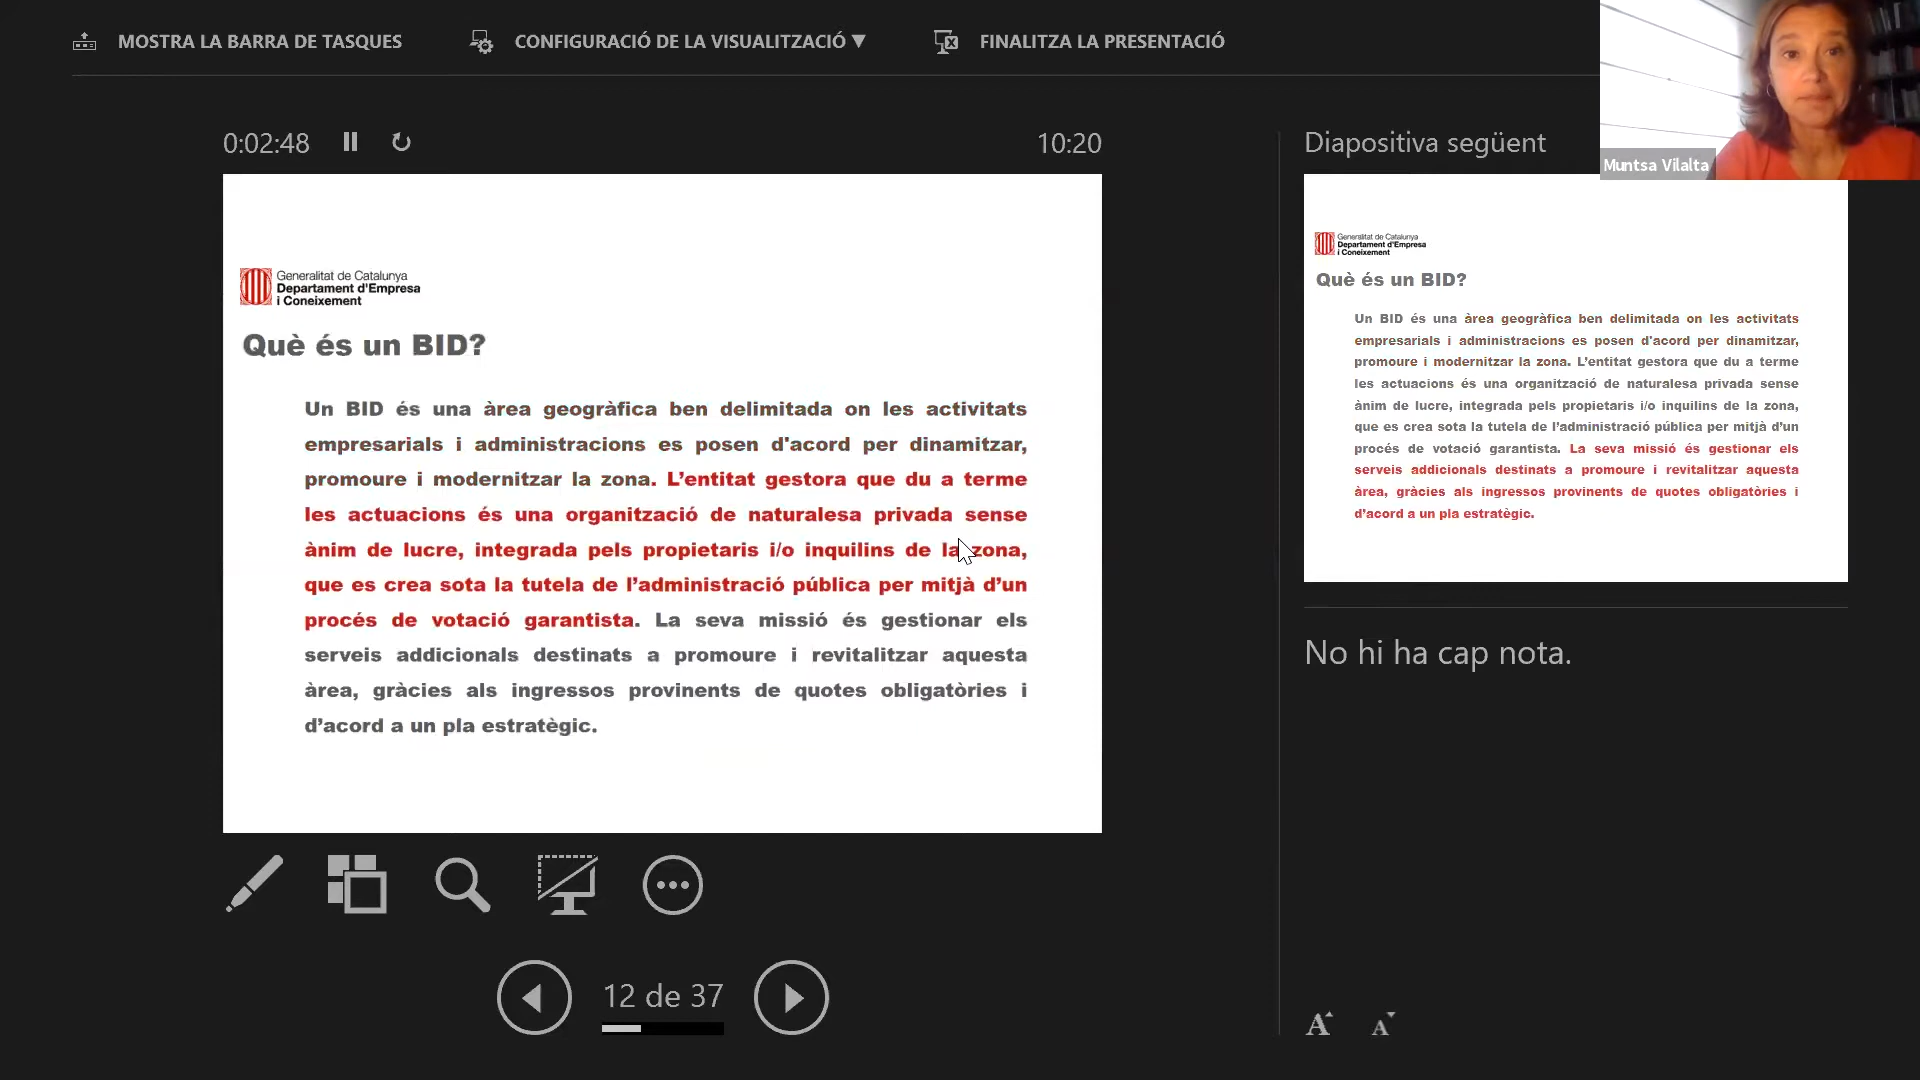 MOSTRA LA BARRA DE TASQUES
CONFIGURACIÓ DE LA VISUALITZACIÓ ▼
FINALITZA LA PRESENTACIÓ
0:02:48
10:20
Generalitat de Catalunya
Departament d'Empresa
i Coneixement
Què és un BID?
Un BID és una àrea geogràfica ben delimitada on les activitats
empresarials i administracions es posen d'acord per dinamitzar,
promoure i modernitzar la zona. L’entitat gestora que du a terme
les actuacions és una organització de naturalesa privada sense
ànim de lucre, integrada pels propietaris i/o inquilins de la zona,
que es crea sota la tutela de l’administració pública per mitjà d’un
procés de votació garantista. La seva missió és gestionar els
serveis addicionals destinats a promoure i revitalitzar aquesta
àrea, gràcies als ingressos provinents de quotes obligatòries i
d’acord a un pla estratègic.
12 de 37
Diapositiva següent
Muntsa Vilalta
Generalitat de Catalunya
Departament d'Empresa
i Coneixement
Què és un BID?
Un BID és una àrea geogràfica ben delimitada on les activitats
empresarials i administracions es posen d'acord per dinamitzar,
promoure i modernitzar la zona. L’entitat gestora que du a terme
les actuacions és una organització de naturalesa privada sense
ànim de lucre, integrada pels propietaris i/o inquilins de la zona,
que es crea sota la tutela de l’administració pública per mitjà d’un
procés de votació garantista. La seva missió és gestionar els
serveis addicionals destinats a promoure i revitalitzar aquesta
àrea, gràcies als ingressos provinents de quotes obligatòries i
d’acord a un pla estratègic.
No hi ha cap nota.
A A